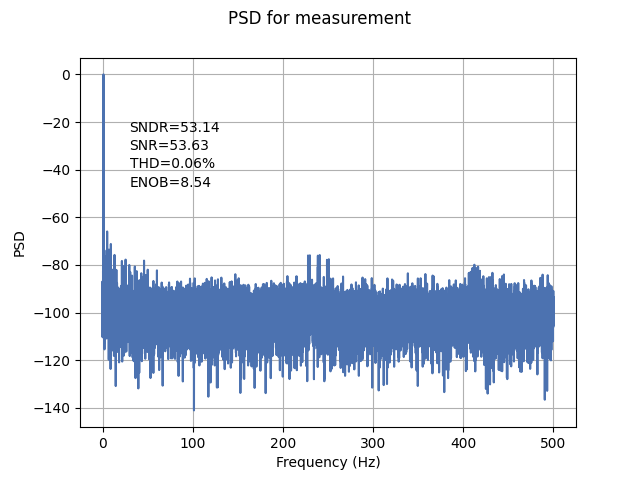 PSD for measurement
0
−20
−40
−60
−80
−100
−120
−140
PSD
SNDR=53.14
SNR=53.63
THD=0.06%
ENOB=8.54
0
100
200
300
400
500
Frequency (Hz)